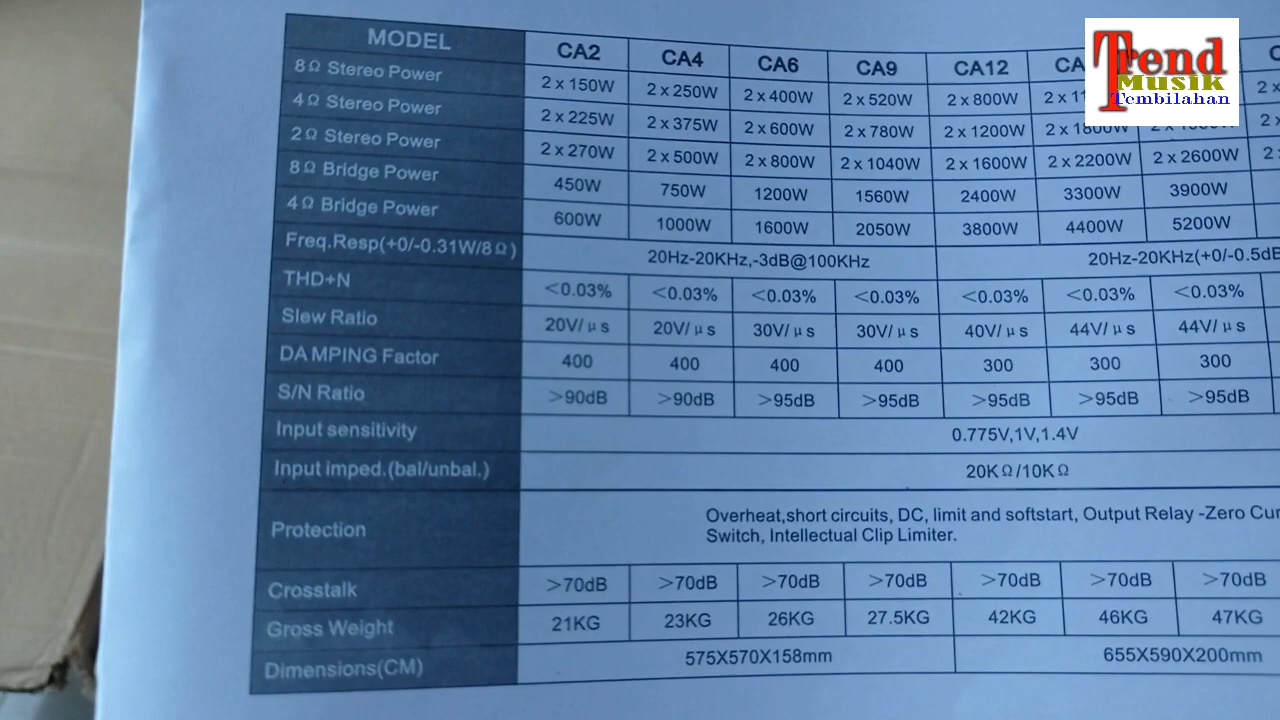 MODEL CA2 CA4 CA6 CA9 CA12
8Ω Stereo Power 2 x 150W 2 x 250W 2 x 400W 2 x 520W 2 x 800W
4Ω Stereo Power 2 x 225W 2 x 375W 2 x 600W 2 x 780W 2 x 1200W 2 x 1800W
2Ω Stereo Power 2 x 270W 2 x 500W 2 x 800W 2 x 1040W 2 x 1600W 2 x 2200W 2 x 2600W
8Ω Bridge Power 450W 750W 1200W 1560W 2400W 3300W 3900W
4Ω Bridge Power 600W 1000W 1600W 2050W 3800W 4400W 5200W
Freq.Resp(+0/-0.31W/8Ω) 20Hz-20KHz,-3dB@100KHz 20Hz-20KHz(+0/-0.5dB
THD+N <0.03% <0.03% <0.03% <0.03% <0.03% <0.03% <0.03%
Slew Ratio 20V/μs 20V/μs 30V/μs 30V/μs 40V/μs 44V/μs 44V/μs
DA MPING Factor 400 400 400 400 300 300 300
S/N Ratio >90dB >90dB >95dB >95dB >95dB >95dB >95dB
Input sensitivity 0.775V,1V,1.4V
Input imped.(bal/unbal.) 20KΩ/10KΩ
Protection Overheat,short circuits, DC, limit and softstart, Output Relay -Zero
Switch, Intellectual Clip Limiter.
Crosstalk >70dB >70dB >70dB >70dB >70dB >70dB >70dB
Gross Weight 21KG 23KG 26KG 27.5KG 42KG 46KG 47KG
Dimensions(CM) 575X570X158mm 655X590X200mm
Trend
Musik
Tembilahan